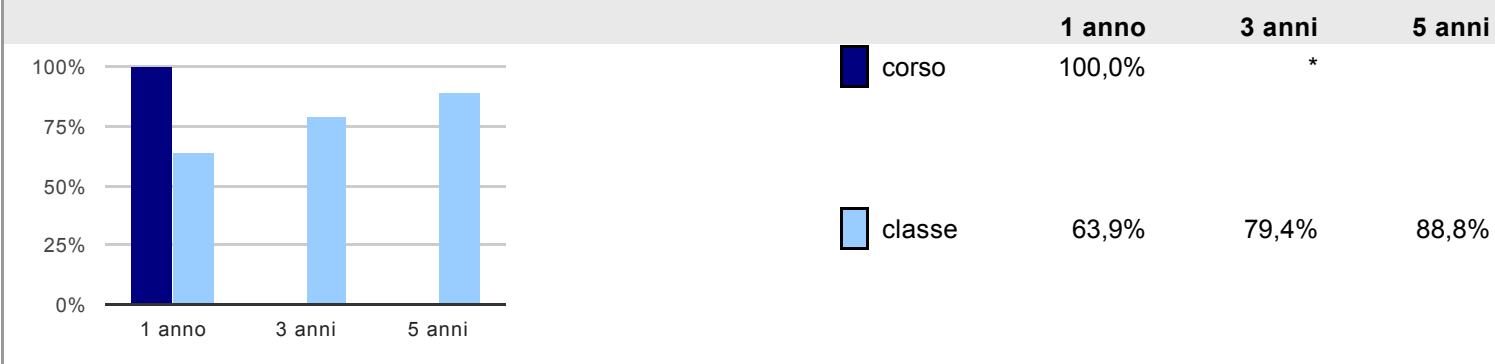 1 anno 3 anni 5 anni
100%
75%
50%
25%
0%
1 anno 3 anni 5 anni
corso 100,0% *
classe 63,9% 79,4% 88,8%